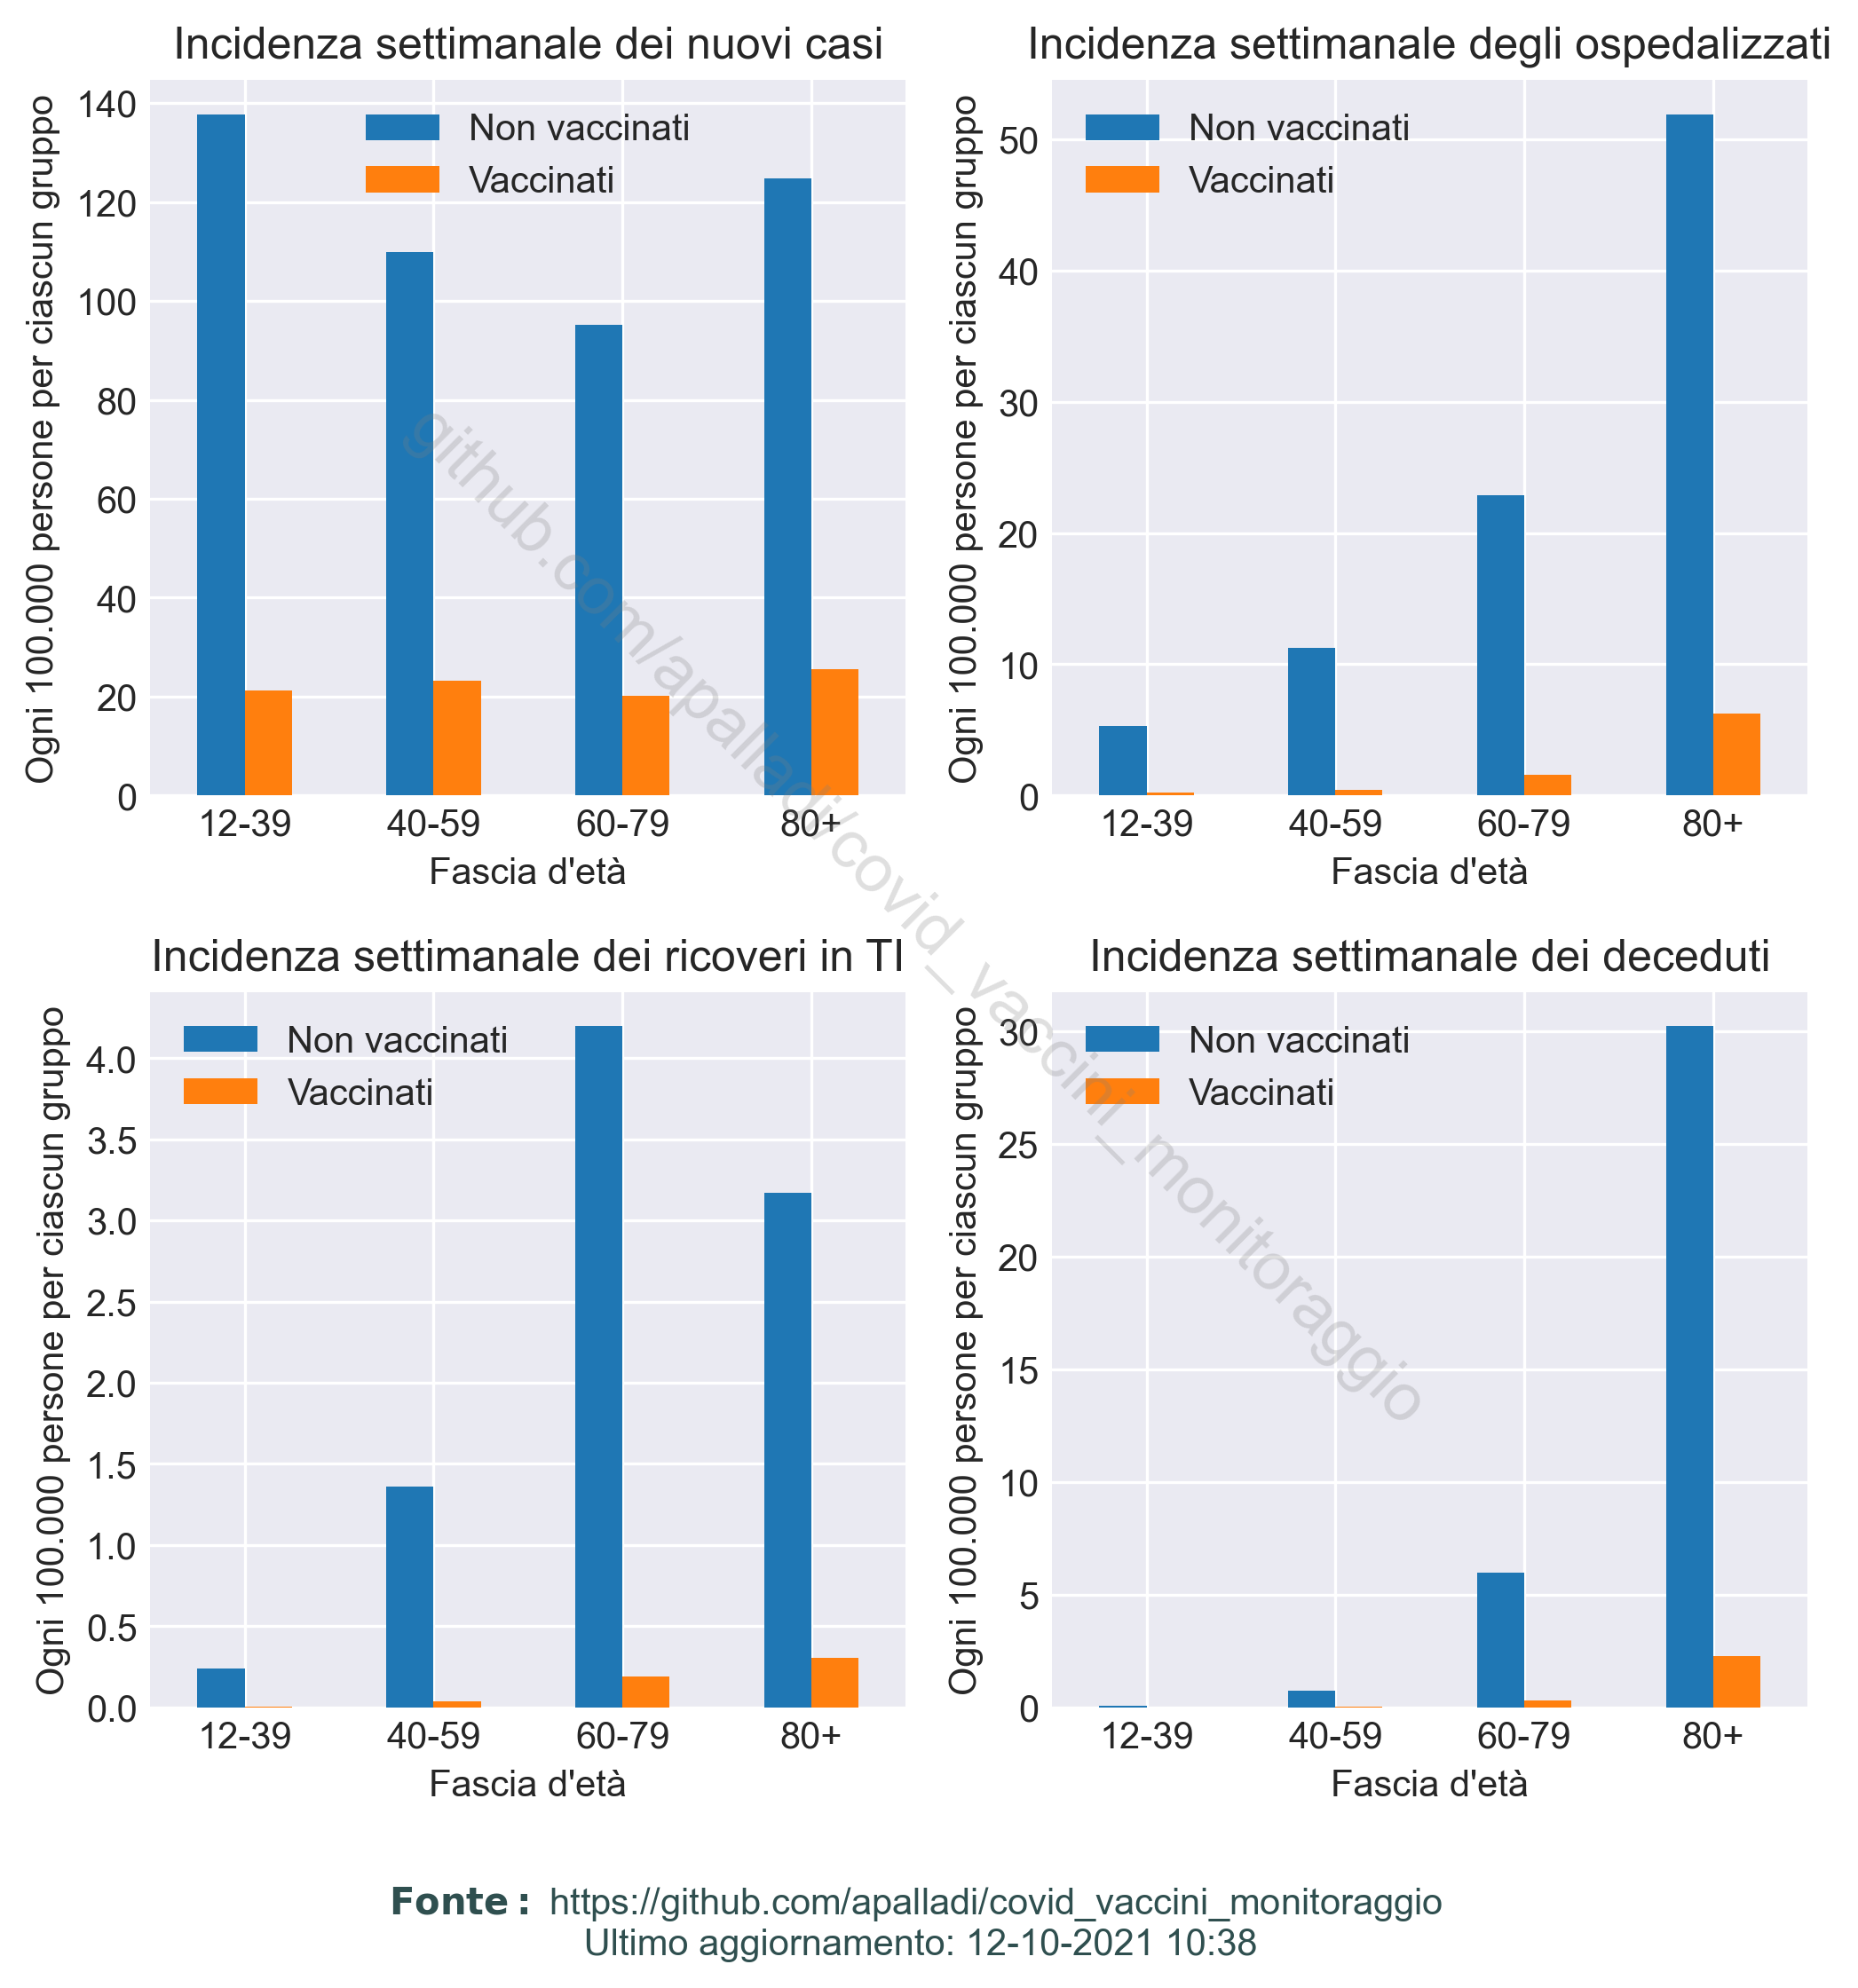 Incidenza settimanale dei nuovi casi
Ogni 100.000 persone per ciascun gruppo
140
120
100
80
60
40
20
0
Non vaccinati
Vaccinati
12-39 40-59 60-79 80+
Fascia d'età
Incidenza settimanale degli ospedalizzati
Ogni 100.000 persone per ciascun gruppo
50
40
30
20
10
0
Non vaccinati
Vaccinati
12-39 40-59 60-79 80+
Fascia d'età
Incidenza settimanale dei ricoveri in TI
Ogni 100.000 persone per ciascun gruppo
4.0
3.5
3.0
2.5
2.0
1.5
1.0
0.5
0.0
Non vaccinati
Vaccinati
12-39 40-59 60-79 80+
Fascia d'età
Incidenza settimanale dei deceduti
Ogni 100.000 persone per ciascun gruppo
30
25
20
15
10
5
0
Non vaccinati
Vaccinati
12-39 40-59 60-79 80+
Fascia d'età
github.com/apalladi/covid_vaccini_monitoraggio
Fonte: https://github.com/apalladi/covid_vaccini_monitoraggio
Ultimo aggiornamento: 12-10-2021 10:38